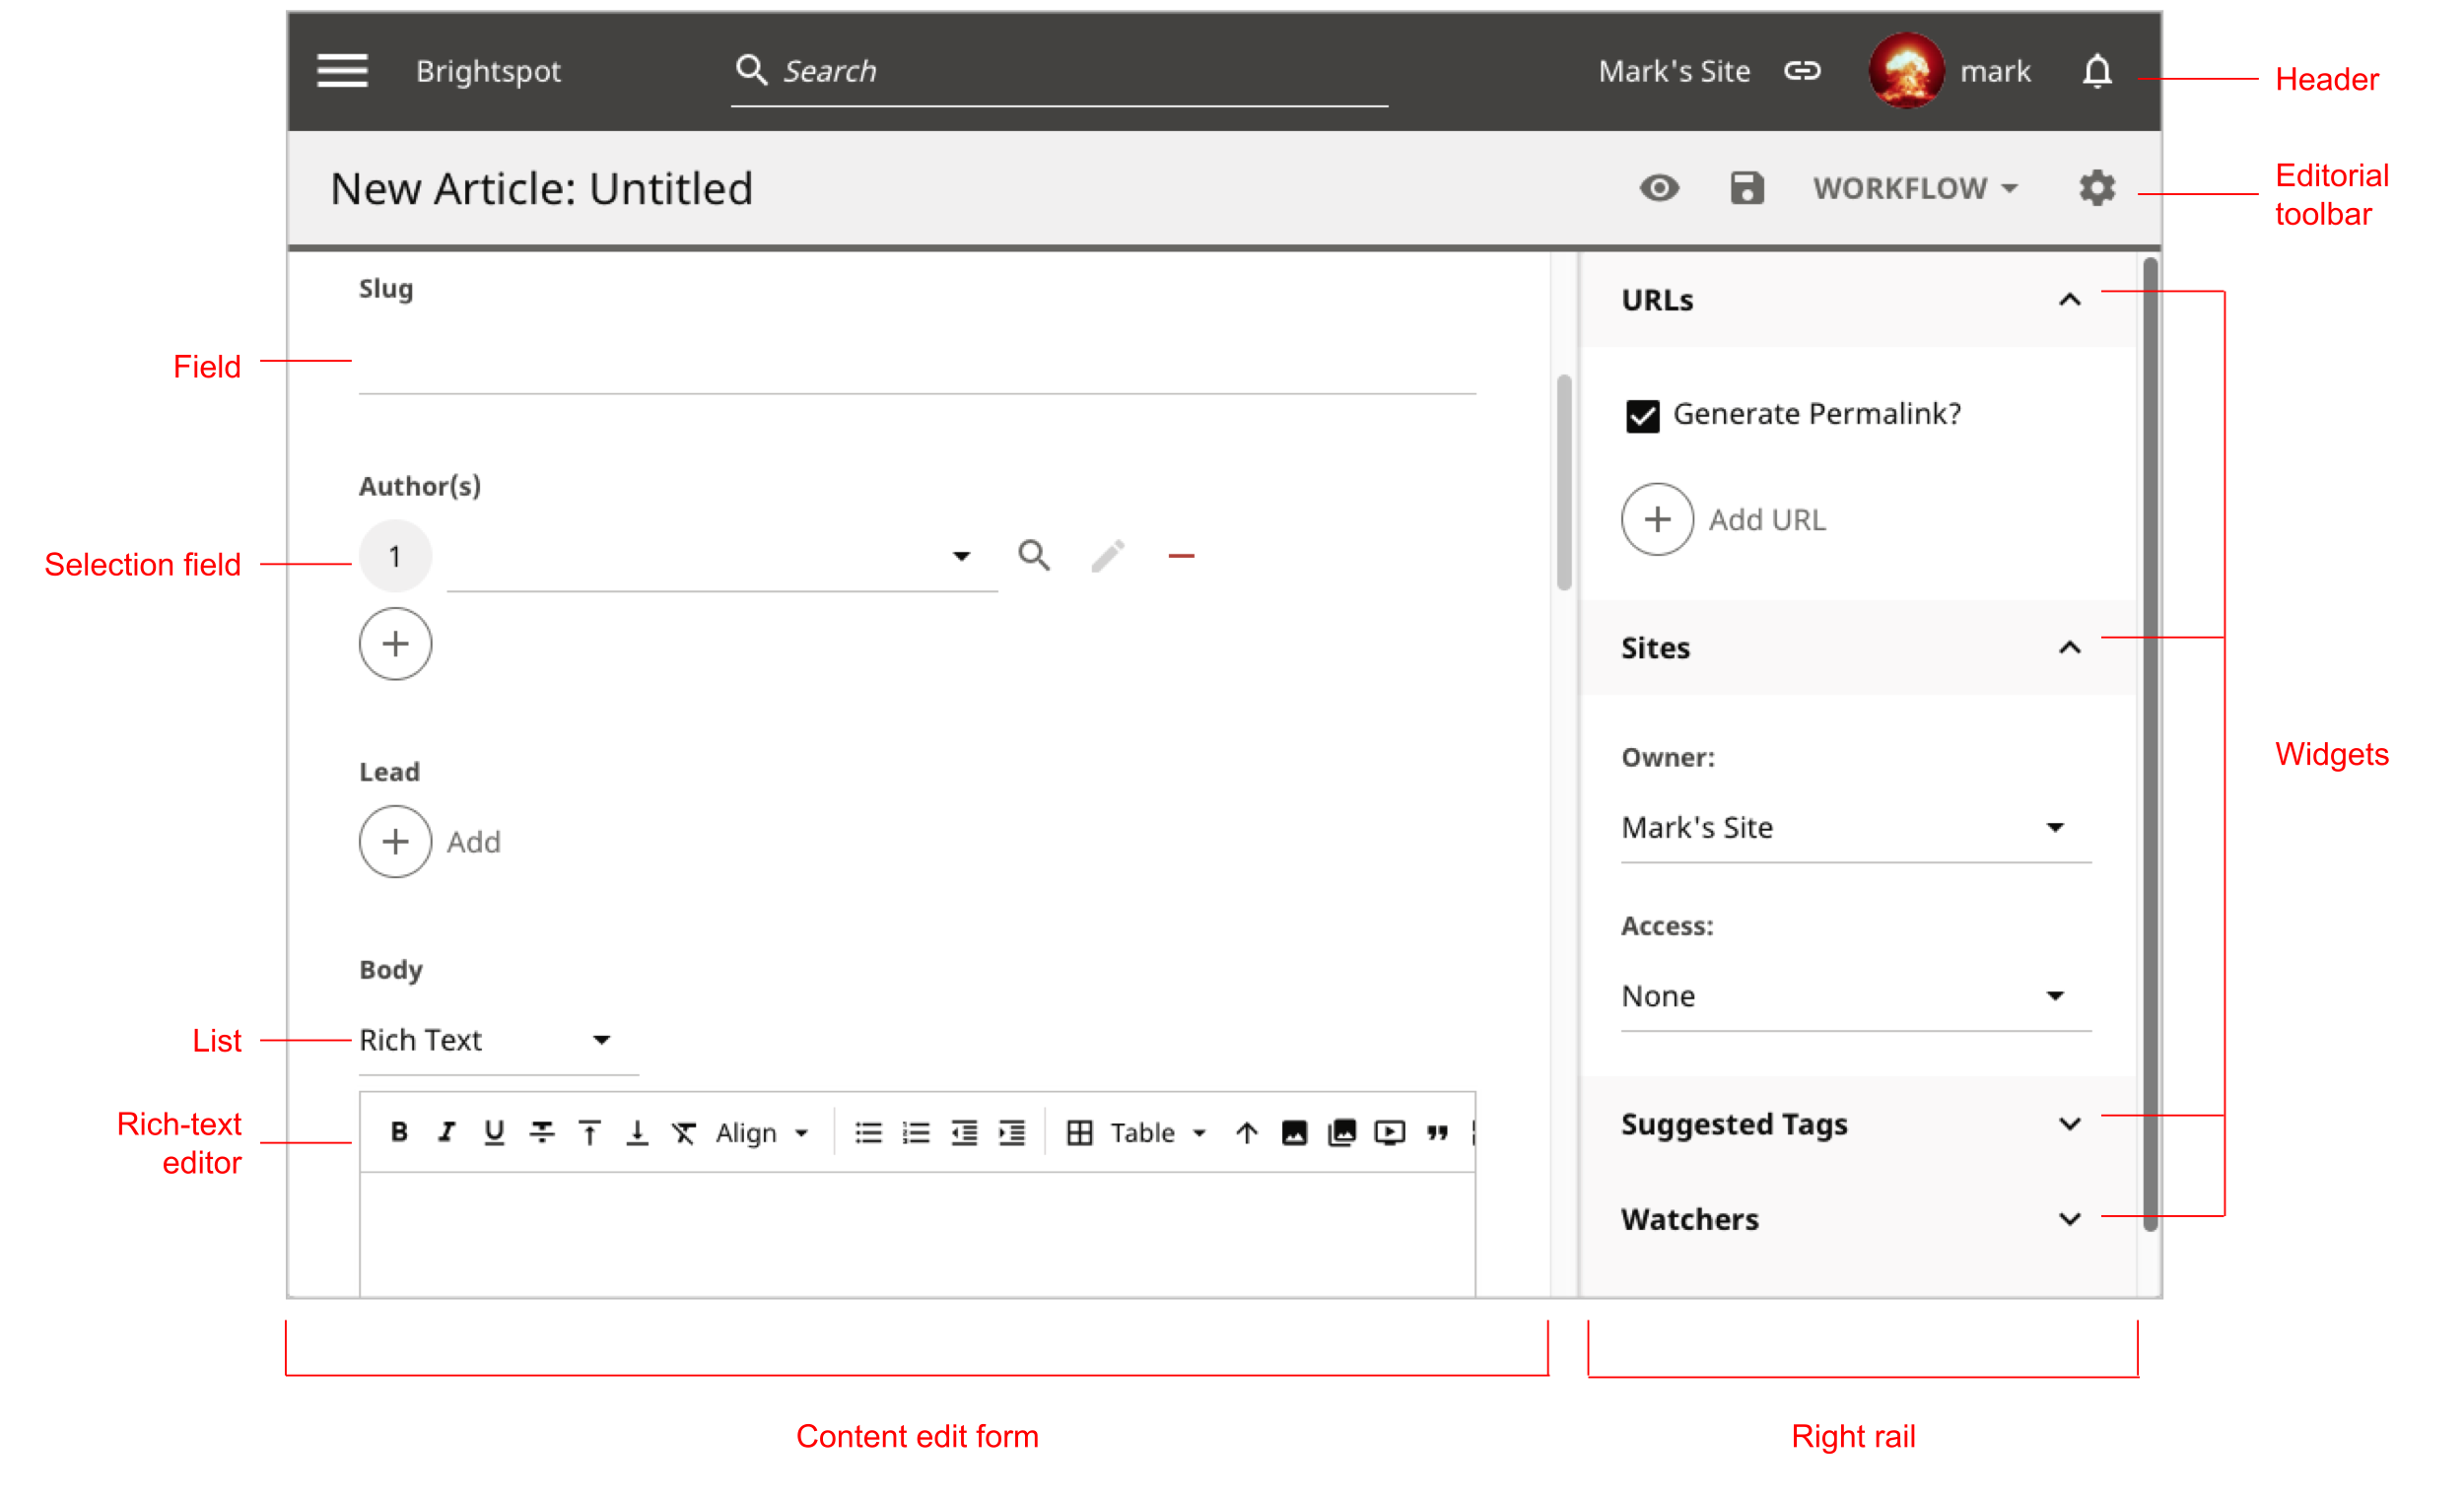 Brightspot
Search
Mark's Site
mark
Header
New Article: Untitled
WORKFLOW
Editorial
toolbar
Slug
Field
Author(s)
Selection field
1
Lead
Add
Body
List
Rich Text
Rich-text
editor
B I U Align Table
URLs
Generate Permalink?
Add URL
Sites
Owner:
Mark's Site
Access:
None
Suggested Tags
Watchers
Widgets
Content edit form
Right rail